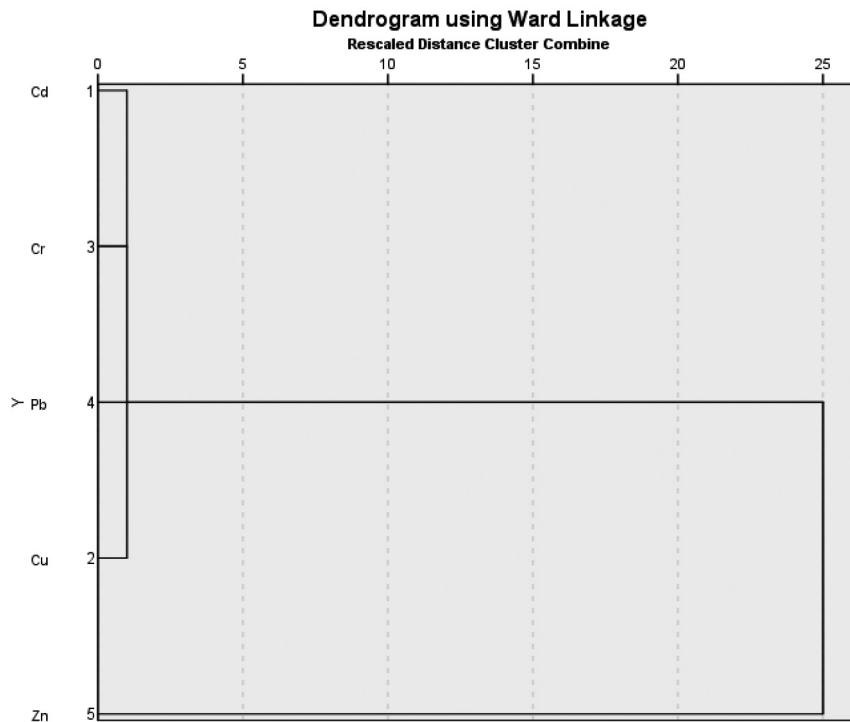 Dendrogram using Ward Linkage
Rescaled Distance Cluster Combine
0 5 10 15 20 25
Cd 1
Cr 3
Y Pb 4
Cu 2
Zn 5